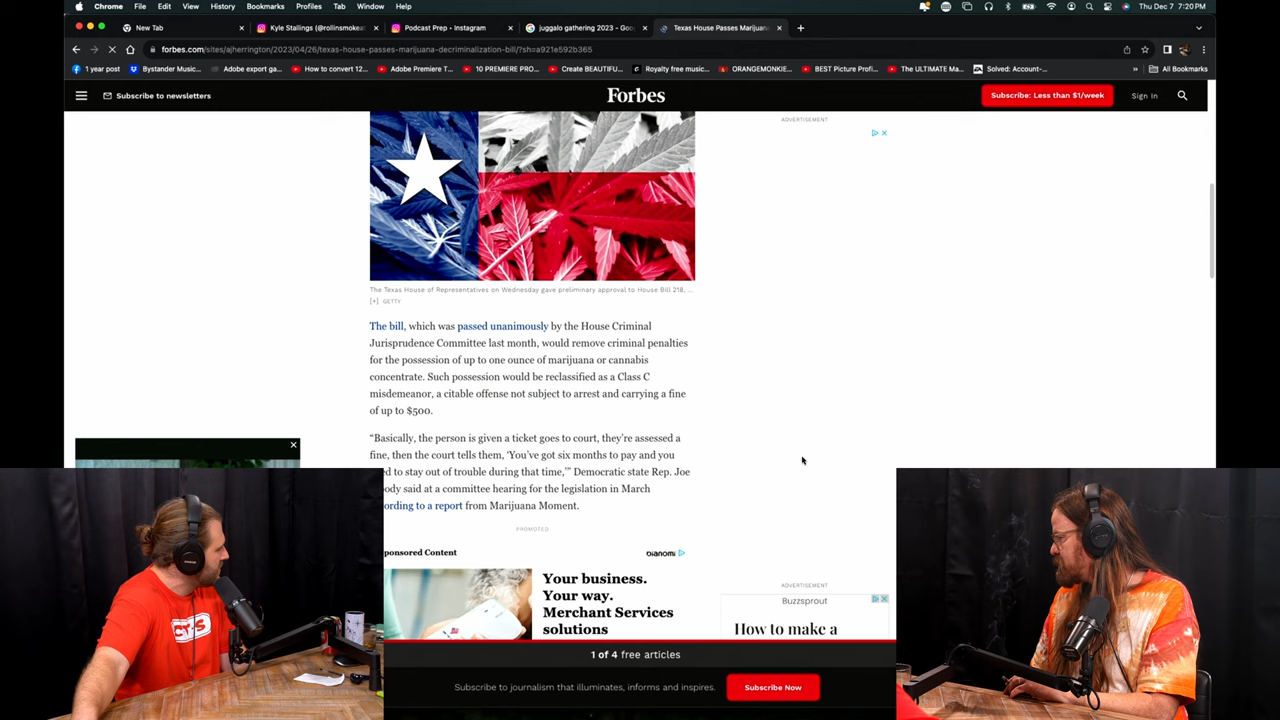 Chrome File Edit View History Bookmarks Profiles Tab Window Help
Thu Dec 7 7:20 PM
New Tab
Kyle Stallings (@rollinsmoke
Podcast Prep • Instagram
juggalo gathering 2023 - Goo
Texas House Passes Marijuan
forbes.com/sites/ajherrington/2023/04/26/texas-house-passes-marijuana-decriminalization-bill/?sh=a921e592b365
1 year post
Bystander Music...
Adobe export ga...
How to convert 12...
Adobe Premiere T...
10 PREMIERE PRO...
Create BEAUTIFU...
Royalty free music...
ORANGEMONKIE...
BEST Picture Profi...
The ULTIMATE Ma...
Solved: Account-...
» All Bookmarks
Subscribe to newsletters
Forbes
Subscribe: Less than $1/week
Sign In
ADVERTISEMENT
The Texas House of Representatives on Wednesday gave preliminary approval to House Bill 218, ...
[+] GETTY
The bill, which was passed unanimously by the House Criminal
Jurisprudence Committee last month, would remove criminal penalties
for the possession of up to one ounce of marijuana or cannabis
concentrate. Such possession would be reclassified as a Class C
misdemeanor, a citable offense not subject to arrest and carrying a fine
of up to $500.
“Basically, the person is given a ticket goes to court, they’re assessed a
fine, then the court tells them, ‘You’ve got six months to pay and you
ed to stay out of trouble during that time,’” Democratic state Rep. Joe
ody said at a committee hearing for the legislation in March
ording to a report from Marijuana Moment.
PROMOTED
ponsored Content
DIANOMI
Your business.
Your way.
Merchant Services
solutions
ADVERTISEMENT
Buzzsprout
How to make a
1 of 4 free articles
Subscribe to journalism that illuminates, informs and inspires.
Subscribe Now